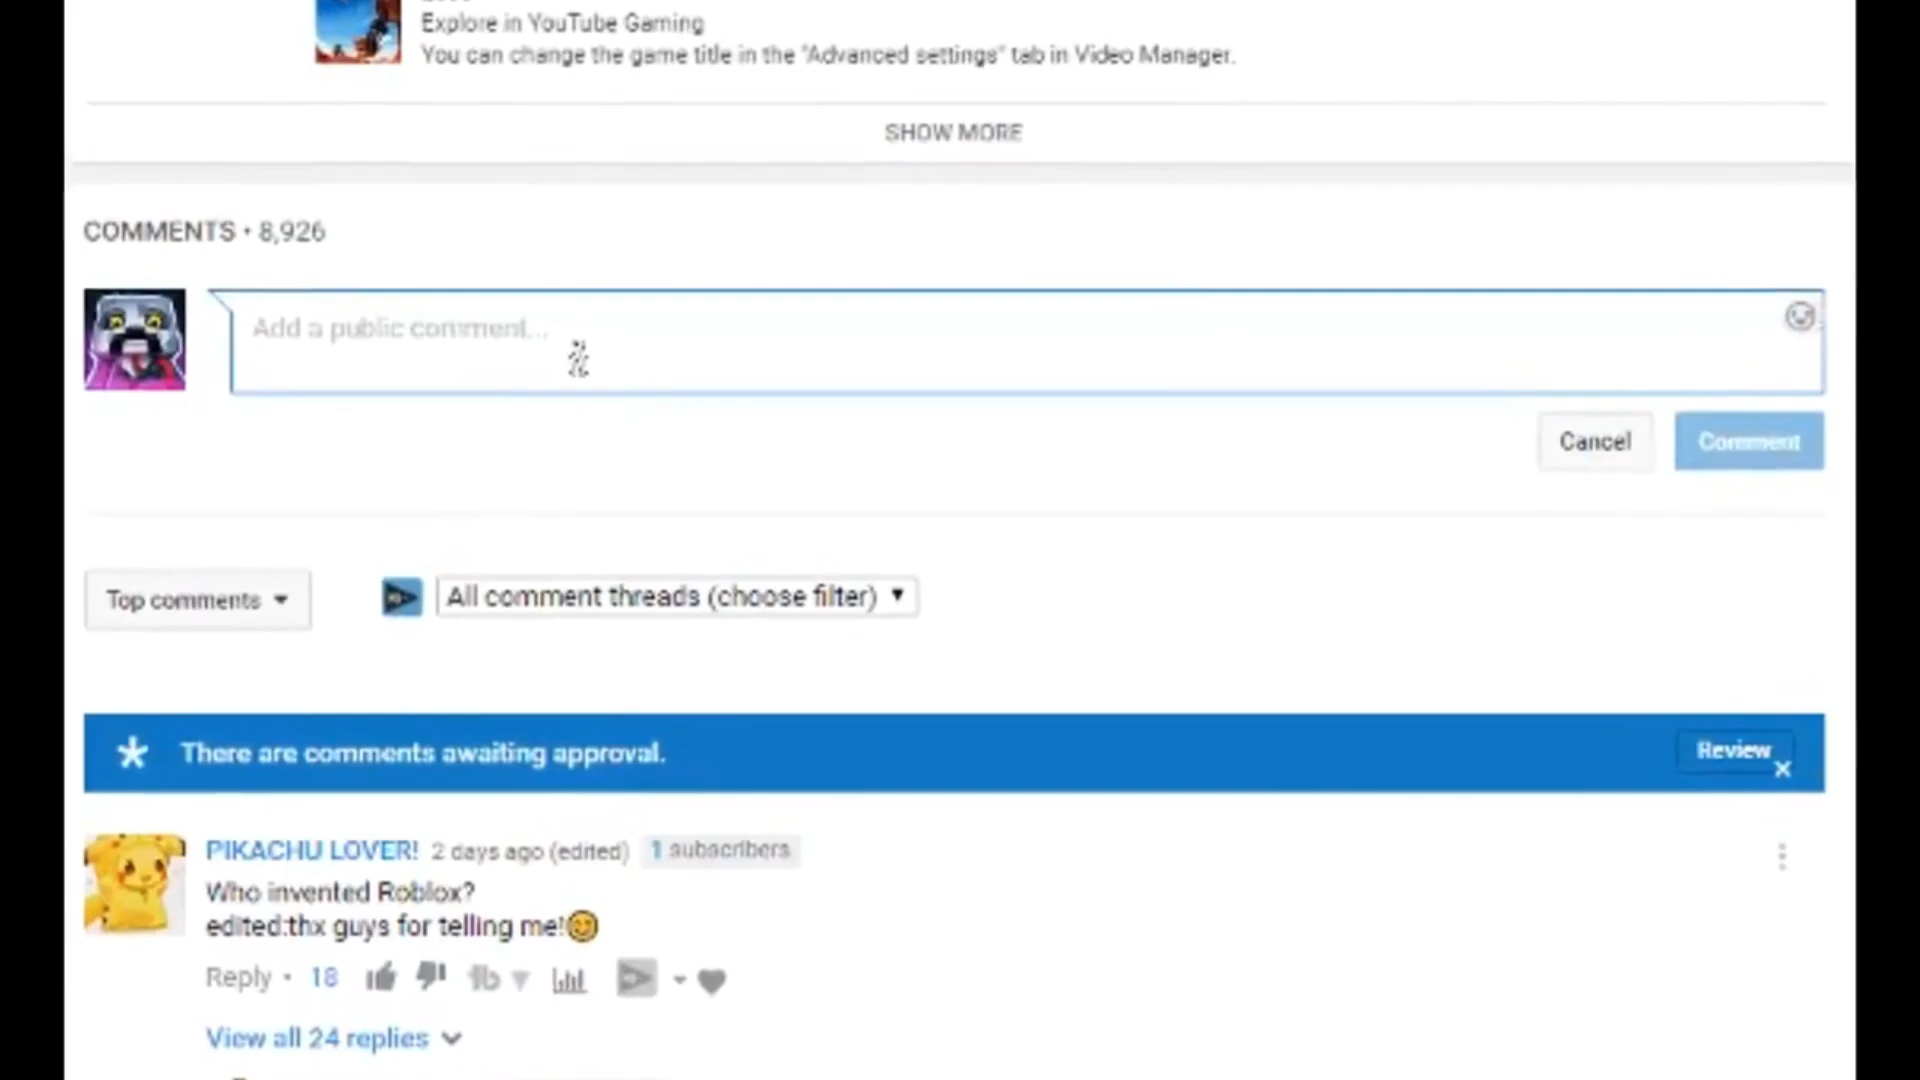 Explore in YouTube Gaming
You can change the game title in the "Advanced settings" tab in Video Manager.
SHOW MORE
COMMENTS • 8,926
Add a public comment...
Cancel
Comment
Top comments
All comment threads (choose filter)
There are comments awaiting approval.
Review
PIKACHU LOVER! 2 days ago (edited) 1 subscribers
Who invented Roblox?
edited:thx guys for telling me!😊
Reply • 18
View all 24 replies